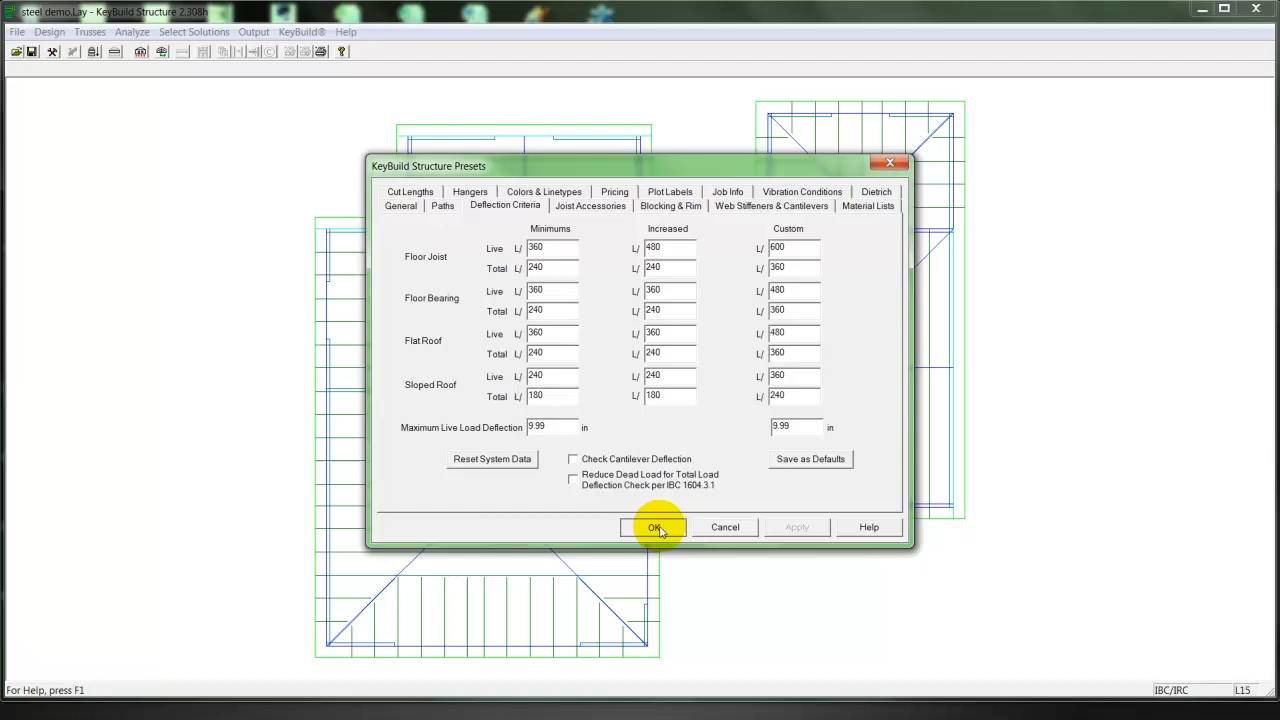 steel demo.Lay - KeyBuild Structure 2.308h
File Design Trusses Analyze Select Solutions Output KeyBuild® Help
KeyBuild Structure Presets
Cut Lengths Hangers Colors & Linetypes Pricing Plot Labels Job Info Vibration Conditions Dietrich
General Paths Deflection Criteria Joist Accessories Blocking & Rim Web Stiffeners & Cantilevers Material Lists
Minimums Increased Custom
Floor Joist
Live L/ 360 L/ 480 L/ 600
Total L/ 240 L/ 240 L/ 360
Floor Bearing
Live L/ 360 L/ 360 L/ 480
Total L/ 240 L/ 240 L/ 360
Flat Roof
Live L/ 360 L/ 360 L/ 480
Total L/ 240 L/ 240 L/ 360
Sloped Roof
Live L/ 240 L/ 240 L/ 360
Total L/ 180 L/ 180 L/ 240
Maximum Live Load Deflection 9.99 in 9.99 in
Reset System Data Check Cantilever Deflection Save as Defaults
Reduce Dead Load for Total Load
Deflection Check per IBC 1604.3.1
OK Cancel Apply Help
For Help, press F1 IBC/IRC L15